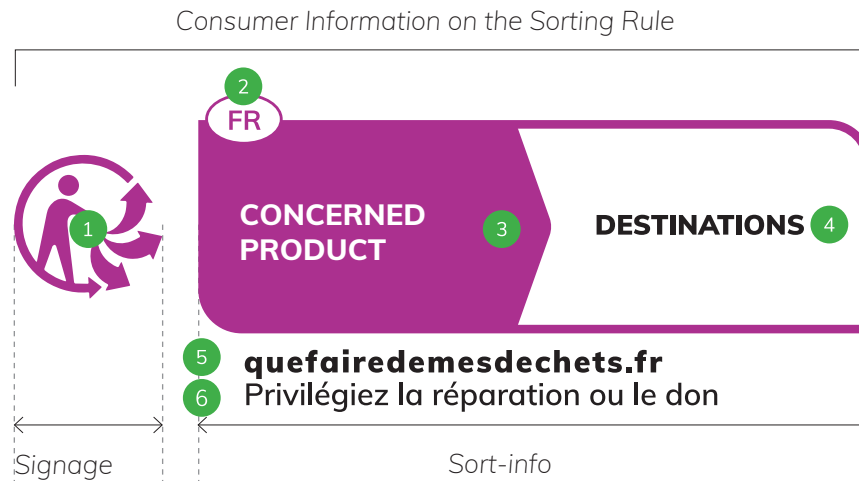 Consumer Information on the Sorting Rule
2
FR
1
CONCERNED
PRODUCT
3
DESTINATIONS
4
5
quefairedemesdechets.fr
6
Privilégiez la réparation ou le don
Signage
Sort-info